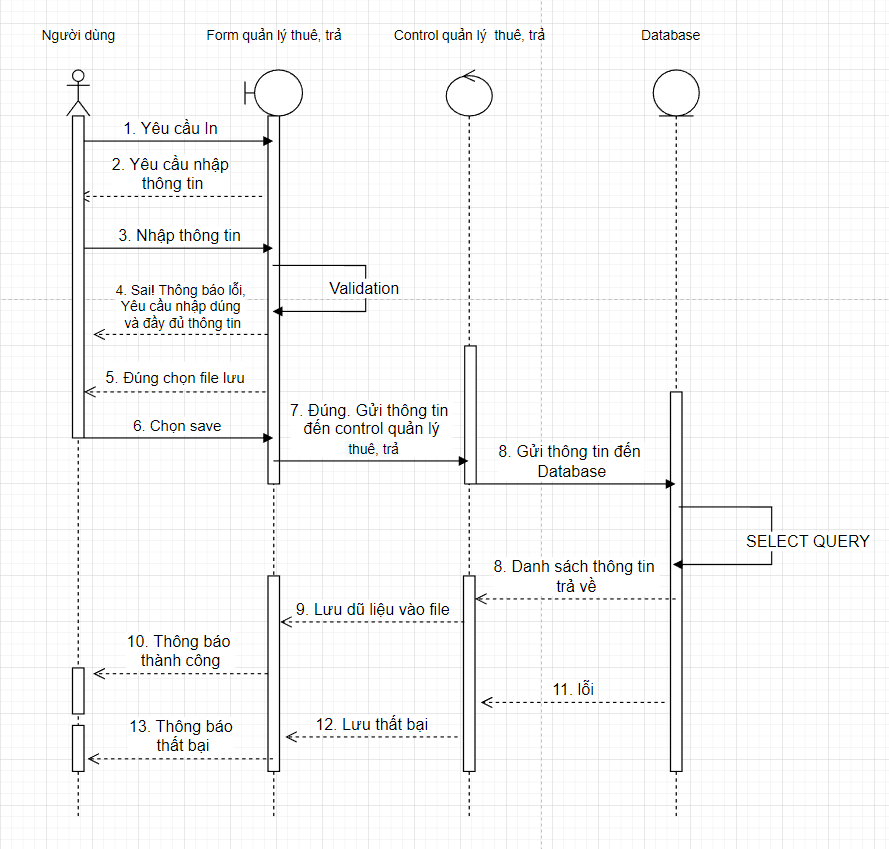 Người dùng
Form quản lý thuê, trả
Control quản lý thuê, trả
Database
1. Yêu cầu In
2. Yêu cầu nhập
thông tin
3. Nhập thông tin
Validation
4. Sai! Thông báo lỗi,
Yêu cầu nhập dúng
và đầy đủ thông tin
5. Đúng chọn file lưu
6. Chọn save
7. Đúng. Gửi thông tin
đến control quản lý
thuê, trả
8. Gửi thông tin đến
Database
SELECT QUERY
8. Danh sách thông tin
trả về
9. Lưu dũ liệu vào file
10. Thông báo
thành công
11. lỗi
12. Lưu thất bại
13. Thông báo
thất bại